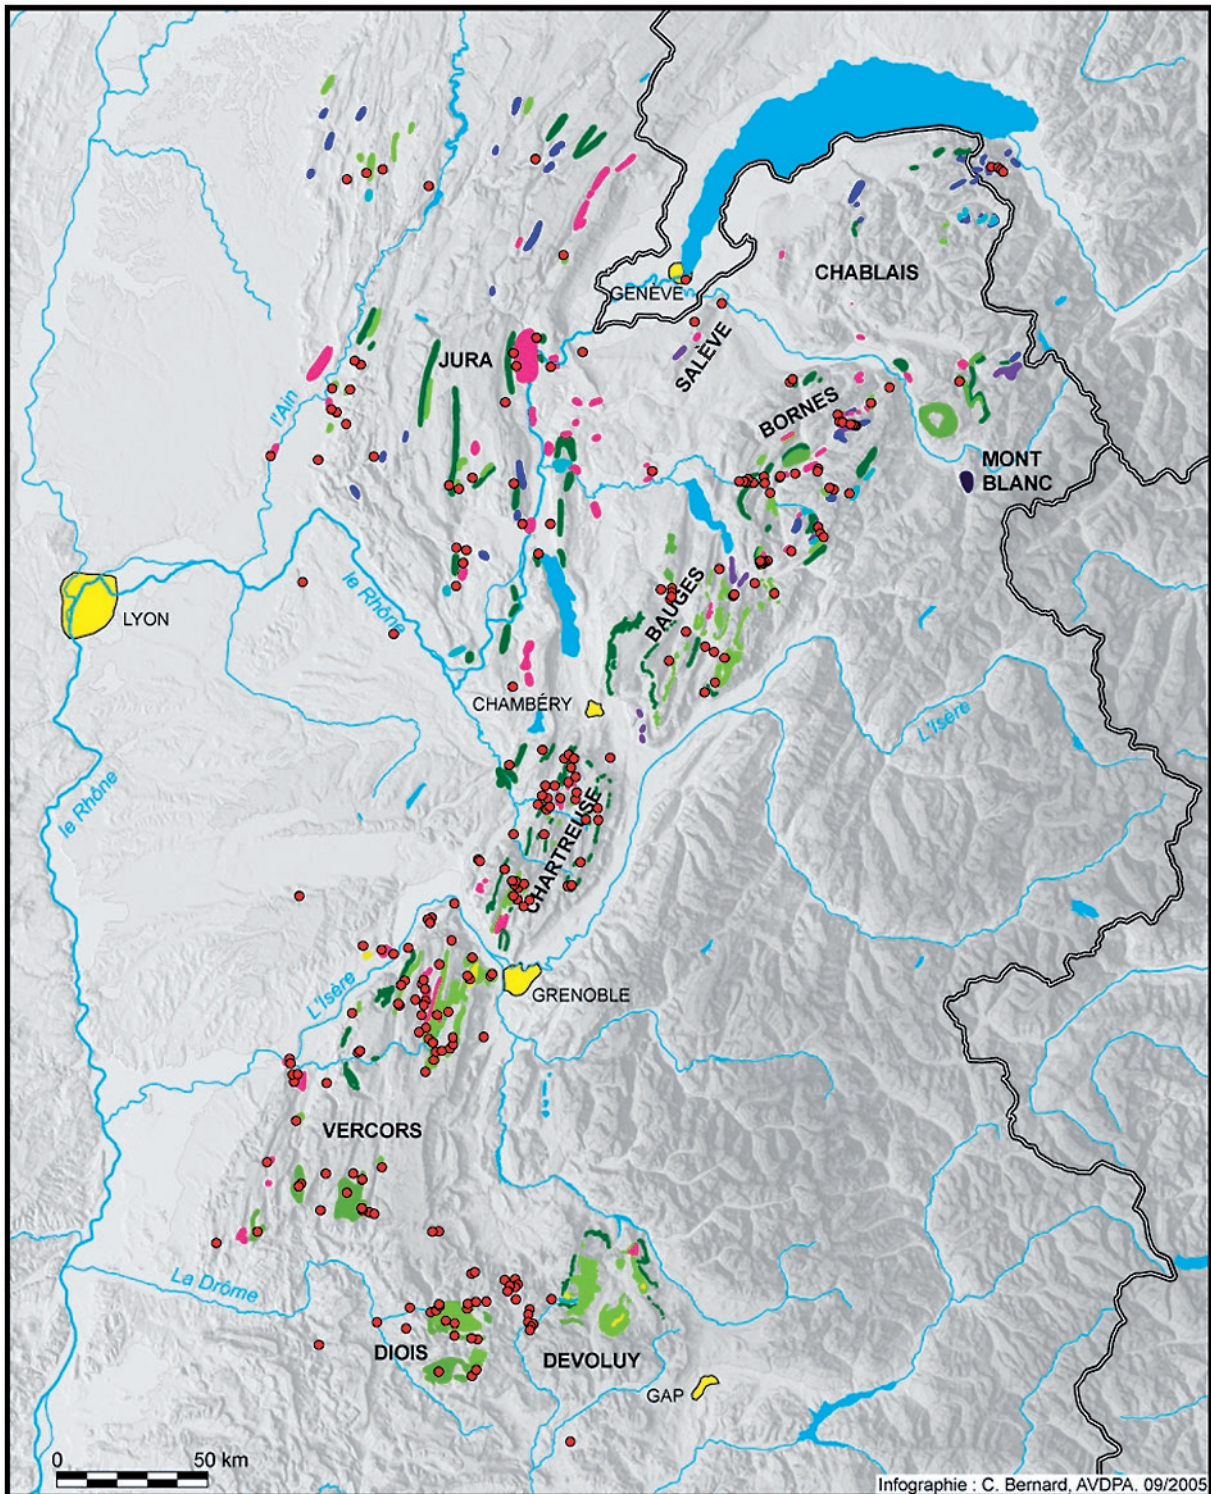 CHABLAIS
GENÈVE
SALÈVE
JURA
l'Ain
BORNES
MONT
BLANC
le Rhône
LYON
BAUGES
CHAMBÉRY
L'Isère
le Rhône
CHARTREUSE
L'Isère
GRENOBLE
VERCORS
La Drôme
DIOIS
DEVOLUY
GAP
0 50 km
Infographie : C. Bernard, AVDPA. 09/2005